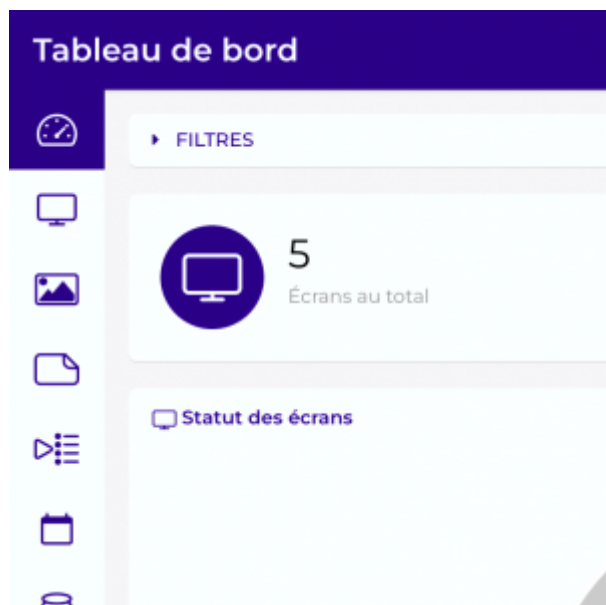 Tableau de bord
FILTRES
5
Écrans au total
Statut des écrans